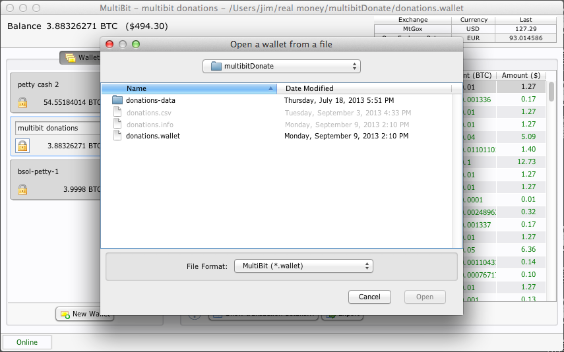 MultiBit - multibit donations - /Users/jim/real money/multibitDonate/donations.wallet
Balance 3.88326271 BTC ($494.30)
Exchange Currency Last
MtGox USD 127.29
EUR 93.014586
Open a wallet from a file
Wallet
multibitDonate
Name Date Modified
donations-data Thursday, July 18, 2013 5:51 PM
donations.csv Tuesday, September 3, 2013 4:33 PM
donations.info Monday, September 9, 2013 2:10 PM
donations.wallet Monday, September 9, 2013 2:10 PM
petty cash 2
54.55184014 BTC
multibit donations
3.88326271 BTC
bsol-petty-1
3.9998 BTC
(BTC) Amount ($)
.01 1.27
.001336 0.17
.01 1.27
.04 5.09
.01101101 1.40
.1 12.73
.01 1.27
.01 1.27
.0001 0.01
0.32
.001337 0.17
.01 1.27
.05 6.36
0.14
0.10
.01 1.27
.001 0.13
File Format: MultiBit (*.wallet)
Cancel Open
New Wallet
Online